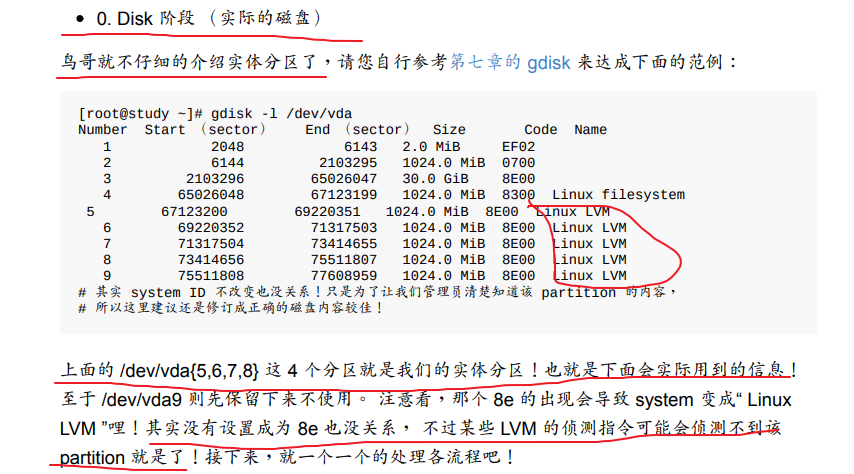 • 0. Disk 阶段 （实际的磁盘）
鸟哥就不仔细的介绍实体分区了，请您自行参考第七章的 gdisk 来达成下面的范例：
[root@study ~]# gdisk -l /dev/vda
Number  Start （sector）    End （sector）  Size       Code  Name
1            2048            6143   2.0 MiB     EF02
2            6144         2103295   1024.0 MiB  0700
3         2103296        65026047   30.0 GiB    8E00
4        65026048        67123199   1024.0 MiB  8300  Linux filesystem
5        67123200        69220351   1024.0 MiB  8E00  Linux LVM
6        69220352        71317503   1024.0 MiB  8E00  Linux LVM
7        71317504        73414655   1024.0 MiB  8E00  Linux LVM
8        73414656        75511807   1024.0 MiB  8E00  Linux LVM
9        75511808        77608959   1024.0 MiB  8E00  Linux LVM
# 其实 system ID 不改变也没关系！只是为了让我们管理员清楚知道该 partition 的内容，
# 所以这里建议还是修订成正确的磁盘内容较佳！
上面的 /dev/vda{5,6,7,8} 这 4 个分区就是我们的实体分区！也就是下面会实际用到的信息！
至于 /dev/vda9 则先保留下来不使用。 注意看，那个 8e 的出现会导致 system 变成“ Linux
LVM ”哩！其实没有设置成为 8e 也没关系， 不过某些 LVM 的侦测指令可能会侦测不到该
partition 就是了！接下来，就一个一个的处理各流程吧！